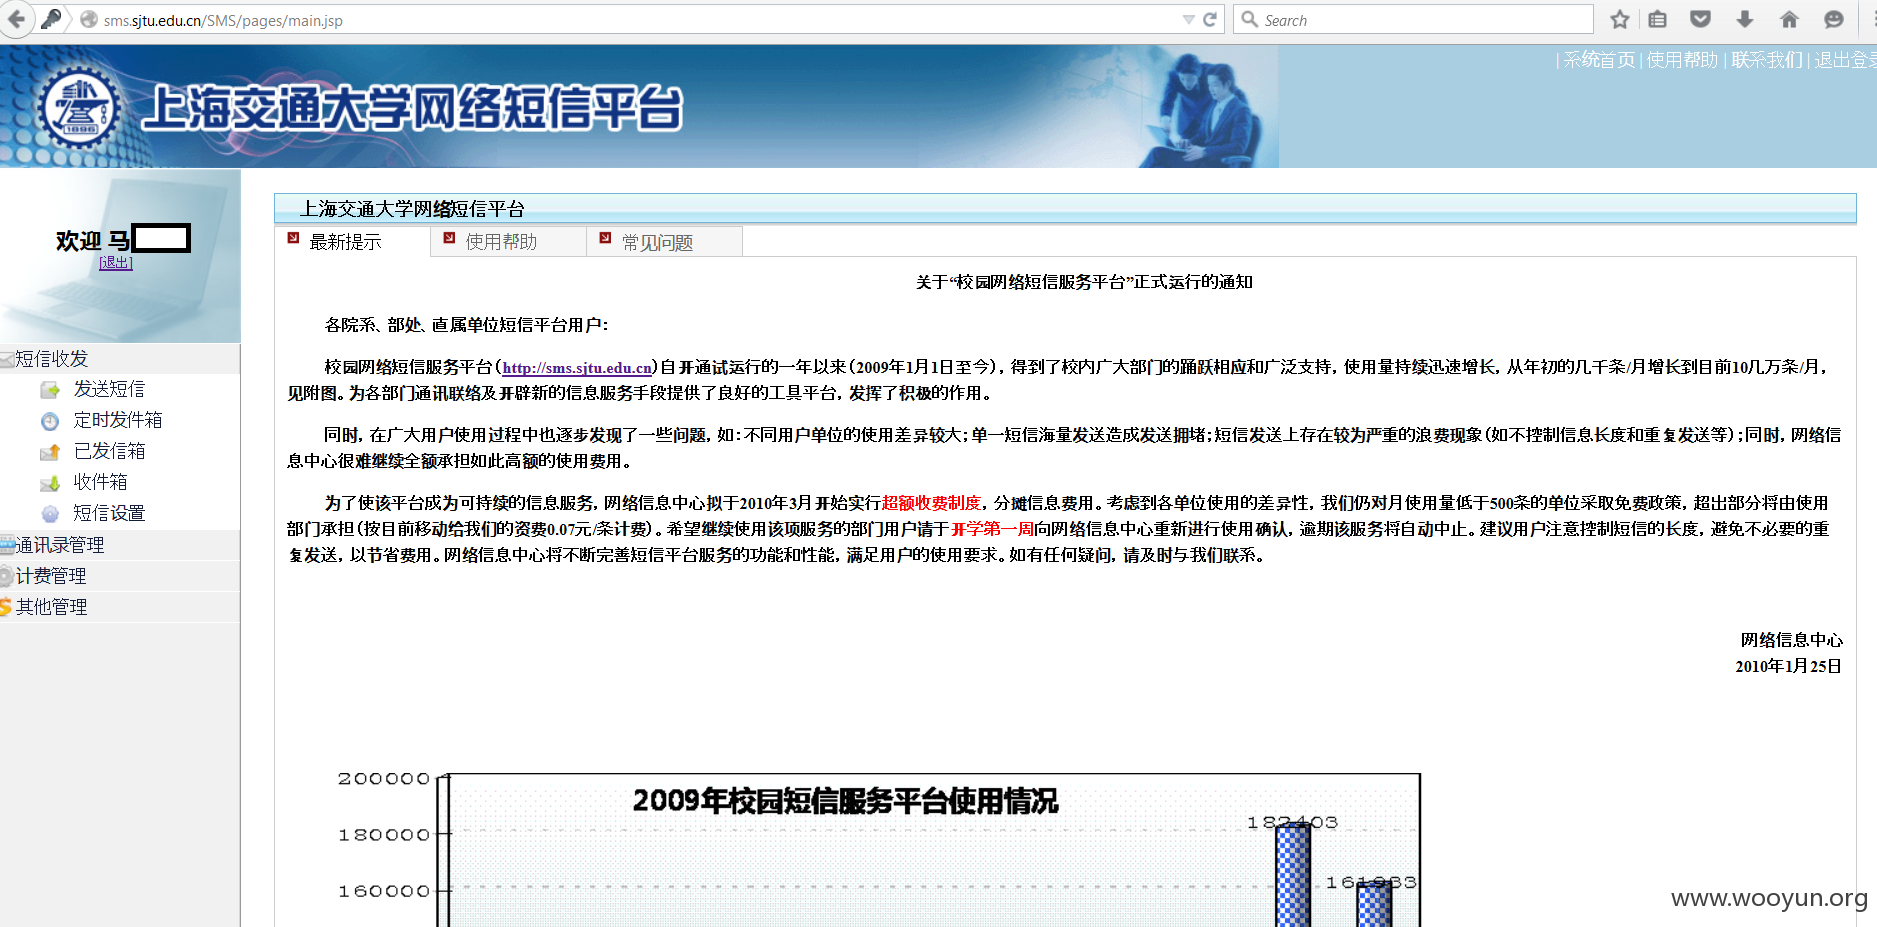 sms.sjtu.edu.cn/SMS/pages/main.jsp
Search
| 系统首页 | 使用帮助 | 联系我们 | 退出登录
1896
上海交通大学网络短信平台
欢迎 马
[退出]
短信收发
发送短信
定时发件箱
已发信箱
收件箱
短信设置
通讯录管理
计费管理
其他管理
上海交通大学网络短信平台
最新提示
使用帮助
常见问题
关于“校园网络短信服务平台”正式运行的通知
各院系、部处、直属单位短信平台用户：
校园网络短信服务平台（http://sms.sjtu.edu.cn）自开通试运行的一年以来（2009年1月1日至今），得到了校内广大部门的踊跃相应和广泛支持，使用量持续迅速增长，从年初的几千条/月增长到目前10几万条/月，
见附图。为各部门通讯联络及开辟新的信息服务手段提供了良好的工具平台，发挥了积极的作用。
同时，在广大用户使用过程中也逐步发现了一些问题，如：不同用户单位的使用差异较大；单一短信海量发送造成发送拥堵；短信发送上存在较为严重的浪费现象（如不控制信息长度和重复发送等）；同时，网络信
息中心很难继续全额承担如此高额的使用费用。
为了使该平台成为可持续的信息服务，网络信息中心拟于2010年3月开始实行超额收费制度，分摊信息费用。考虑到各单位使用的差异性，我们仍对月使用量低于500条的单位采取免费政策，超出部分将由使用
部门承担（按目前移动给我们的资费0.07元/条计费）。希望继续使用该项服务的部门用户请于开学第一周向网络信息中心重新进行使用确认，逾期该服务将自动中止。建议用户注意控制短信的长度，避免不必要的重
复发送，以节省费用。网络信息中心将不断完善短信平台服务的功能和性能，满足用户的使用要求。如有任何疑问，请及时与我们联系。
网络信息中心
2010年1月25日
2009年校园短信服务平台使用情况
200000
180000
160000
183403
161983
www.wooyun.org